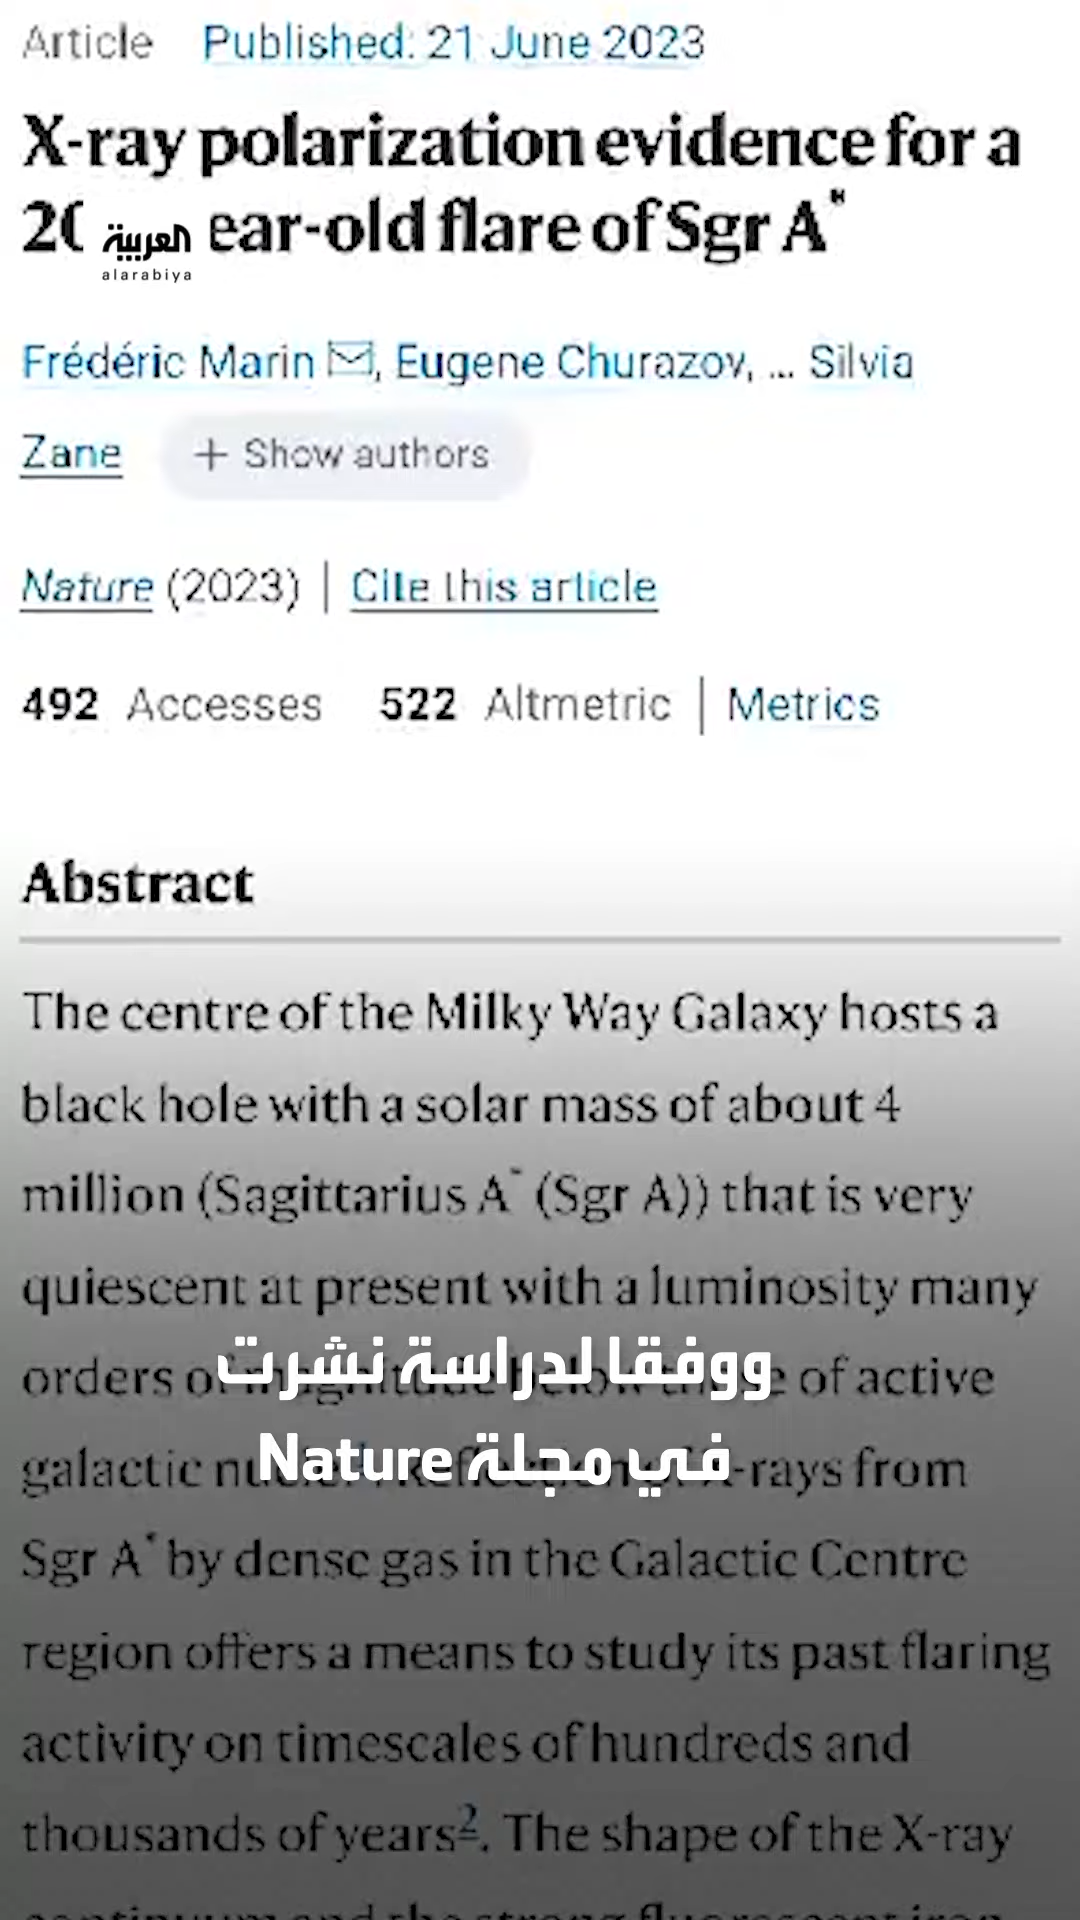 Article Published: 21 June 2023
X-ray polarization evidence for a
ear-old flare of Sgr A*
العربية
alarabiya
Frédéric Marin, Eugene Churazov, ... Silvia
Zane + Show authors
Nature (2023) | Cite this article
492 Accesses 522 Altmetric | Metrics
Abstract
The centre of the Milky Way Galaxy hosts a
black hole with a solar mass of about 4
million (Sagittarius A* (Sgr A)) that is very
quiescent at present with a luminosity many
orders of of active
ووفقا لدراسة نشرت
galactic -rays from
في مجلة Nature
Sgr A* by dense gas in the Galactic Centre
region offers a means to study its past flaring
activity on timescales of hundreds and
thousands of years2. The shape of the X-ray